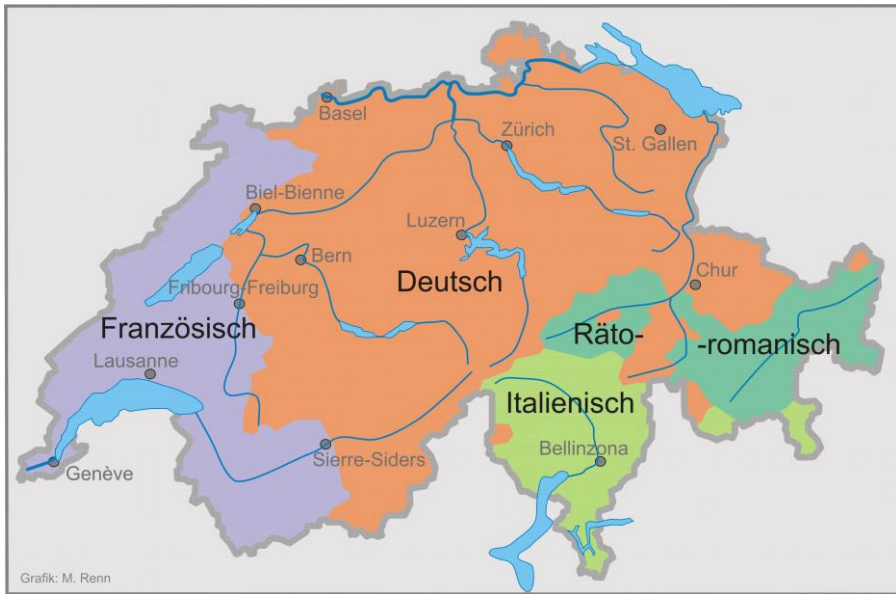 Basel
Zürich
St. Gallen
Biel-Bienne
Luzern
Bern
Chur
Deutsch
Fribourg-Freiburg
Französisch
Räto-
-romanisch
Lausanne
Italienisch
Bellinzona
Sierre-Siders
Genève
Grafik: M. Renn